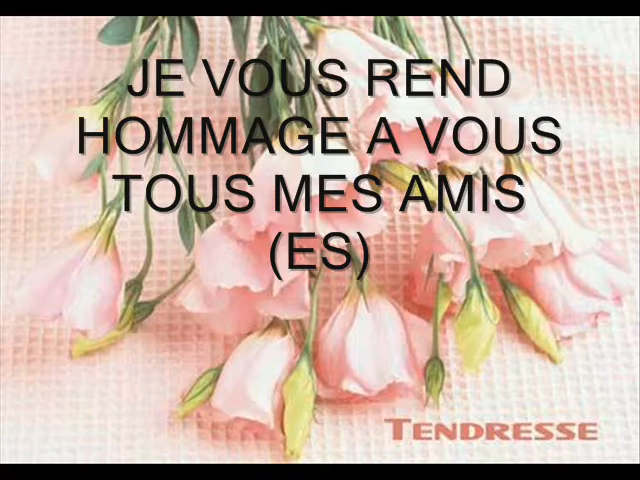 JE VOUS REND
HOMMAGE A VOUS
TOUS MES AMIS
(ES)
TENDRESSE